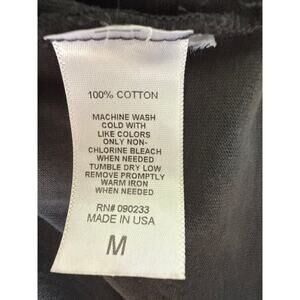 100% COTTON
MACHINE WASH
COLD WITH
LIKE COLORS
ONLY NON-
CHLORINE BLEACH
WHEN NEEDED
TUMBLE DRY LOW
REMOVE PROMPTLY
WARM IRON
WHEN NEEDED
RN# 090233
MADE IN USA
M